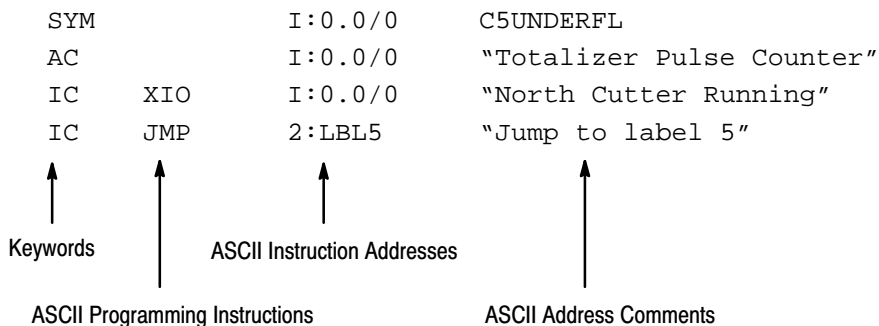 SYM I:0.0/0 C5UNDERFL
AC I:0.0/0 “Totalizer Pulse Counter”
IC XIO I:0.0/0 “North Cutter Running”
IC JMP 2:LBL5 “Jump to label 5”
Keywords ASCII Instruction Addresses
ASCII Programming Instructions ASCII Address Comments